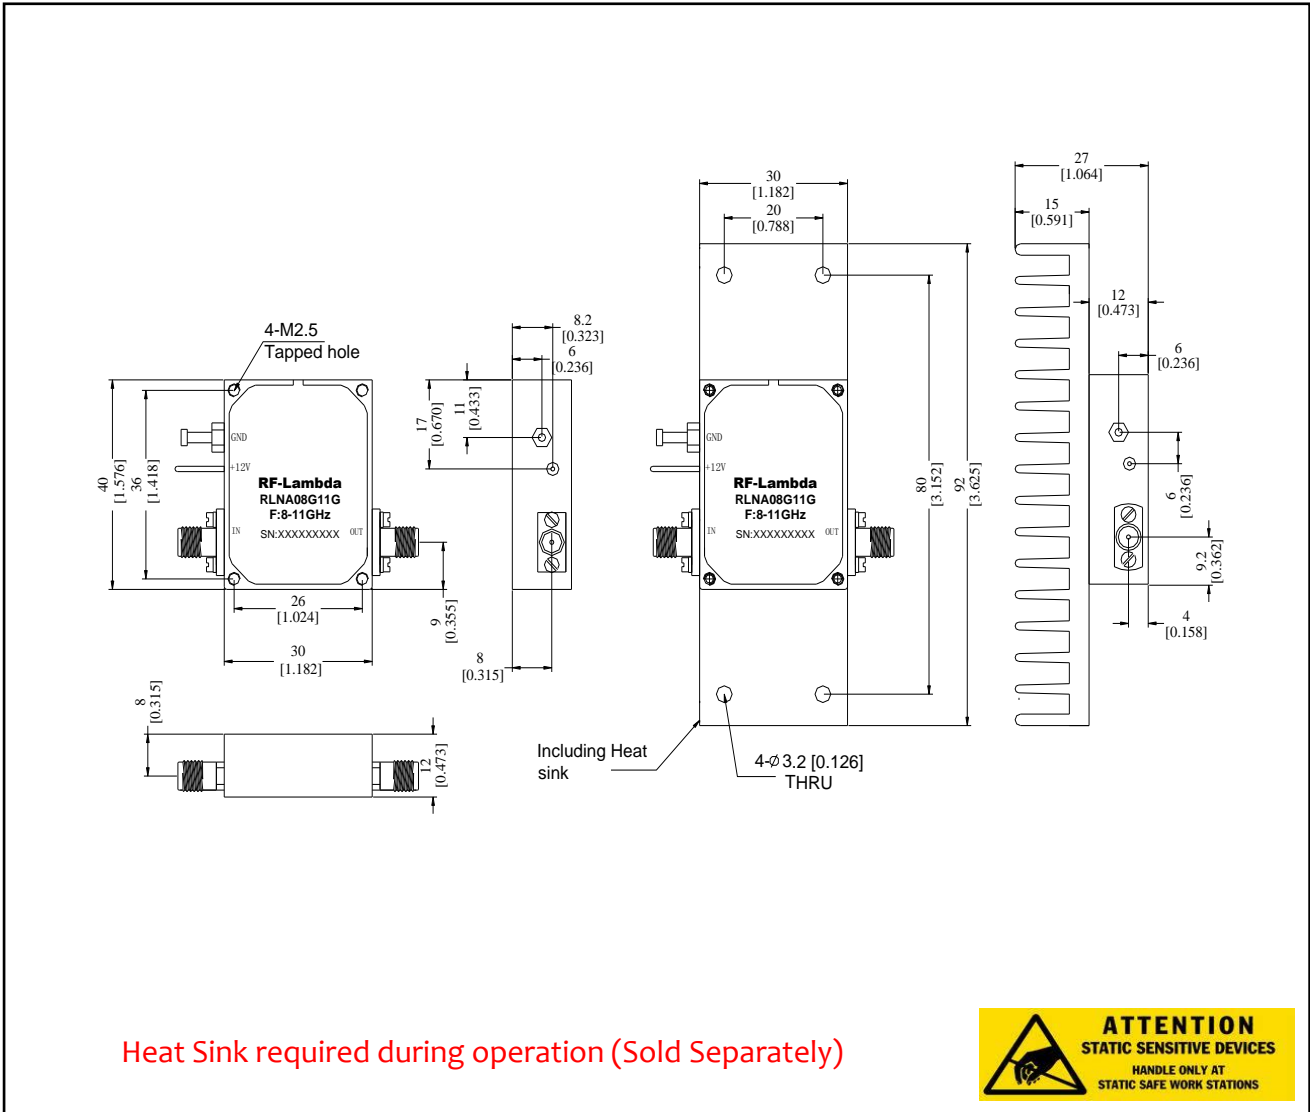 27
[1.064]
30
[1.182]
15
[0.591]
20
[0.788]
12
[0.473]
8.2
[0.323]
4-M2.5
Tapped hole
6
[0.236]
6
[0.236]
11
[0.433]
17
[0.670]
GND
+12V
RF-Lambda
RLNA08G11G
F:8-11GHz
SN:XXXXXXXXX
IN
OUT
40
[1.576]
36
[1.418]
26
[1.024]
30
[1.182]
9
[0.355]
8
[0.315]
GND
+12V
RF-Lambda
RLNA08G11G
F:8-11GHz
SN:XXXXXXXXX
IN
OUT
80
[3.152]
92
[3.625]
6
[0.236]
9.2
[0.362]
4
[0.158]
8
[0.315]
12
[0.473]
Including Heat
sink
4-Ø 3.2 [0.126]
THRU
Heat Sink required during operation (Sold Separately)
ATTENTION
STATIC SENSITIVE DEVICES
HANDLE ONLY AT
STATIC SAFE WORK STATIONS